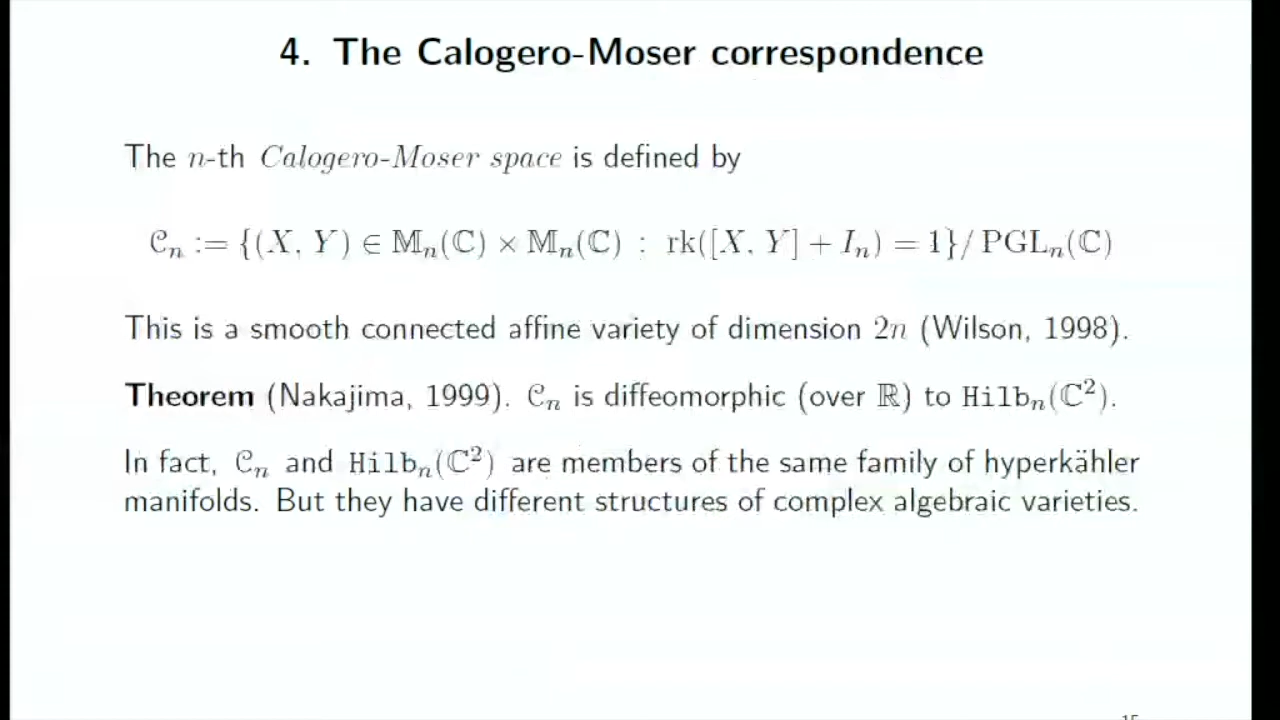 4. The Calogero-Moser correspondence
The n-th Calogero-Moser space is defined by
𝒞ₙ := {(X, Y) ∈ 𝕄ₙ(ℂ) × 𝕄ₙ(ℂ) : rk([X, Y] + Iₙ) = 1}/ PGLₙ(ℂ)
This is a smooth connected affine variety of dimension 2n (Wilson, 1998).
Theorem (Nakajima, 1999). 𝒞ₙ is diffeomorphic (over ℝ) to Hilbₙ(ℂ²).
In fact, 𝒞ₙ and Hilbₙ(ℂ²) are members of the same family of hyperkähler
manifolds. But they have different structures of complex algebraic varieties.